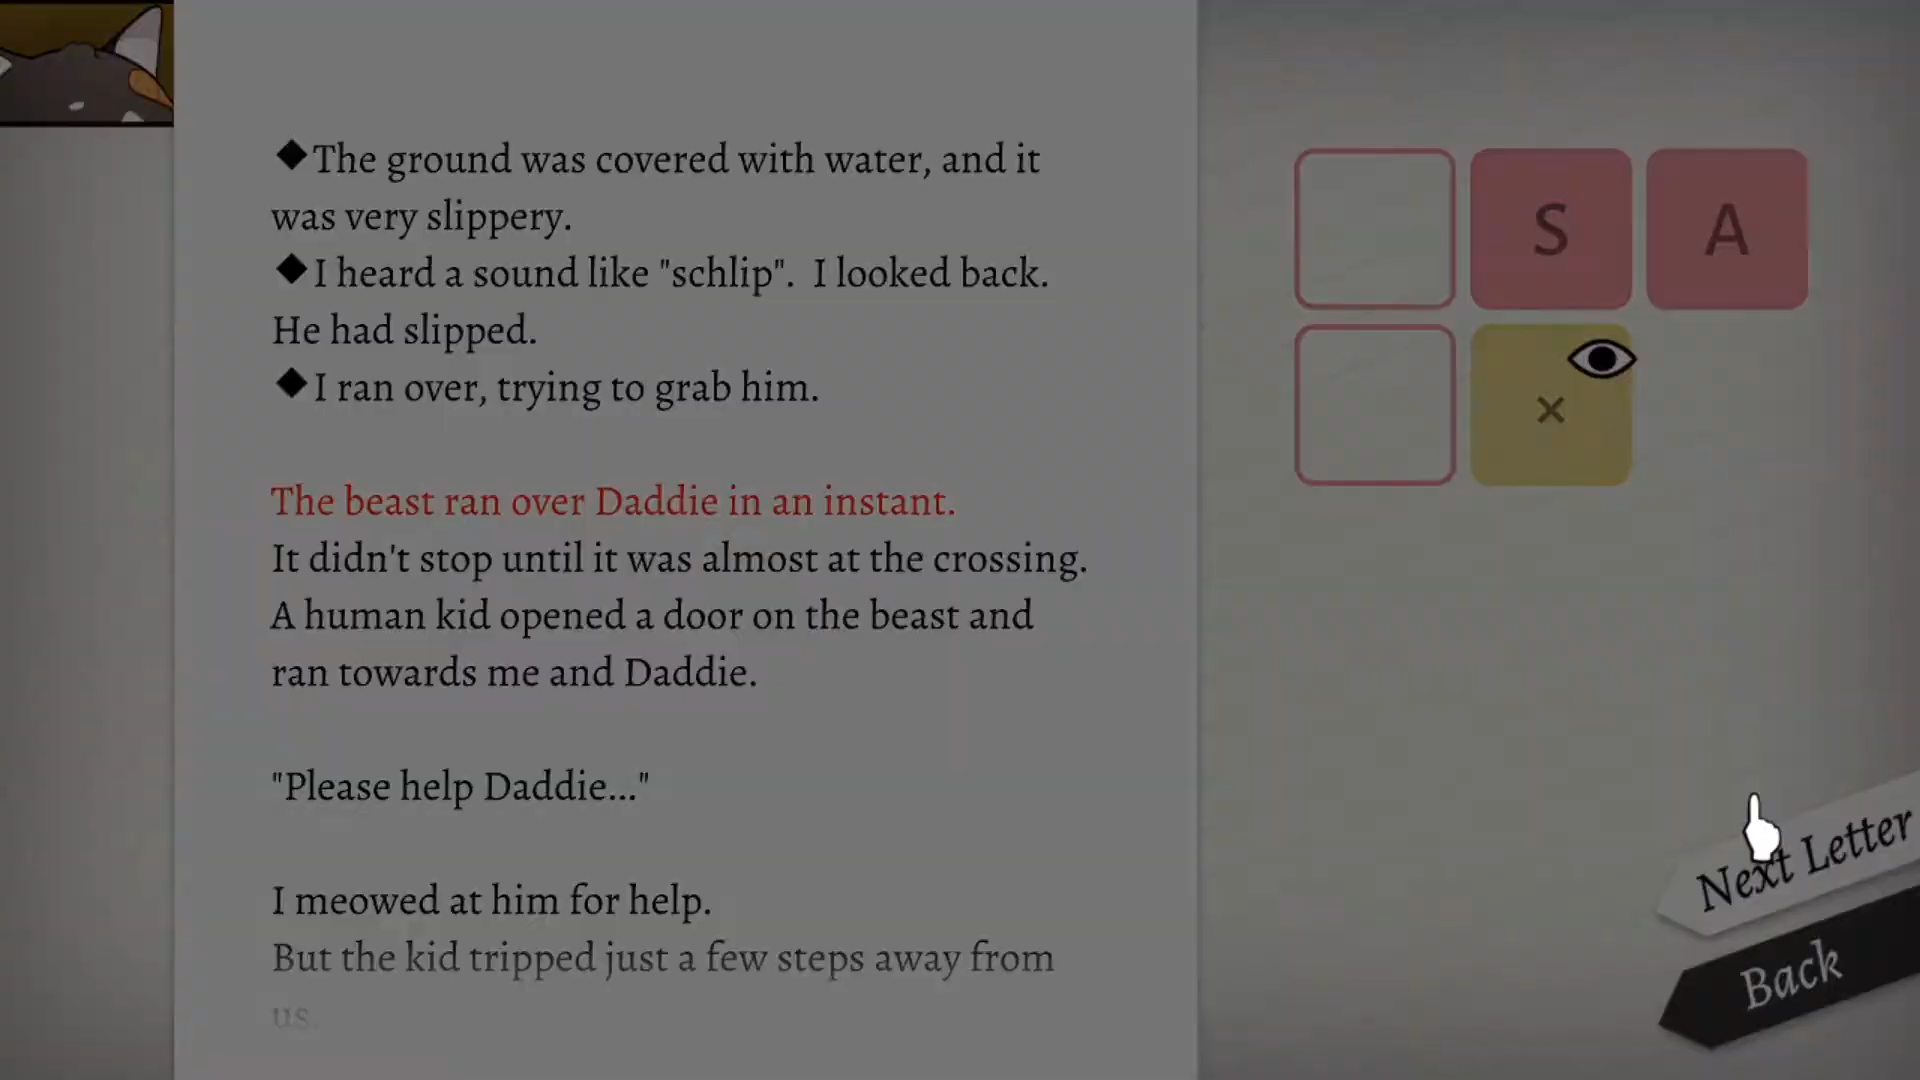 ◆The ground was covered with water, and it
was very slippery.
◆I heard a sound like "schlip".  I looked back.
He had slipped.
◆I ran over, trying to grab him.
The beast ran over Daddie in an instant.
It didn't stop until it was almost at the crossing.
A human kid opened a door on the beast and
ran towards me and Daddie.
"Please help Daddie..."
I meowed at him for help.
But the kid tripped just a few steps away from
us.
S
A
×
Next Letter
Back